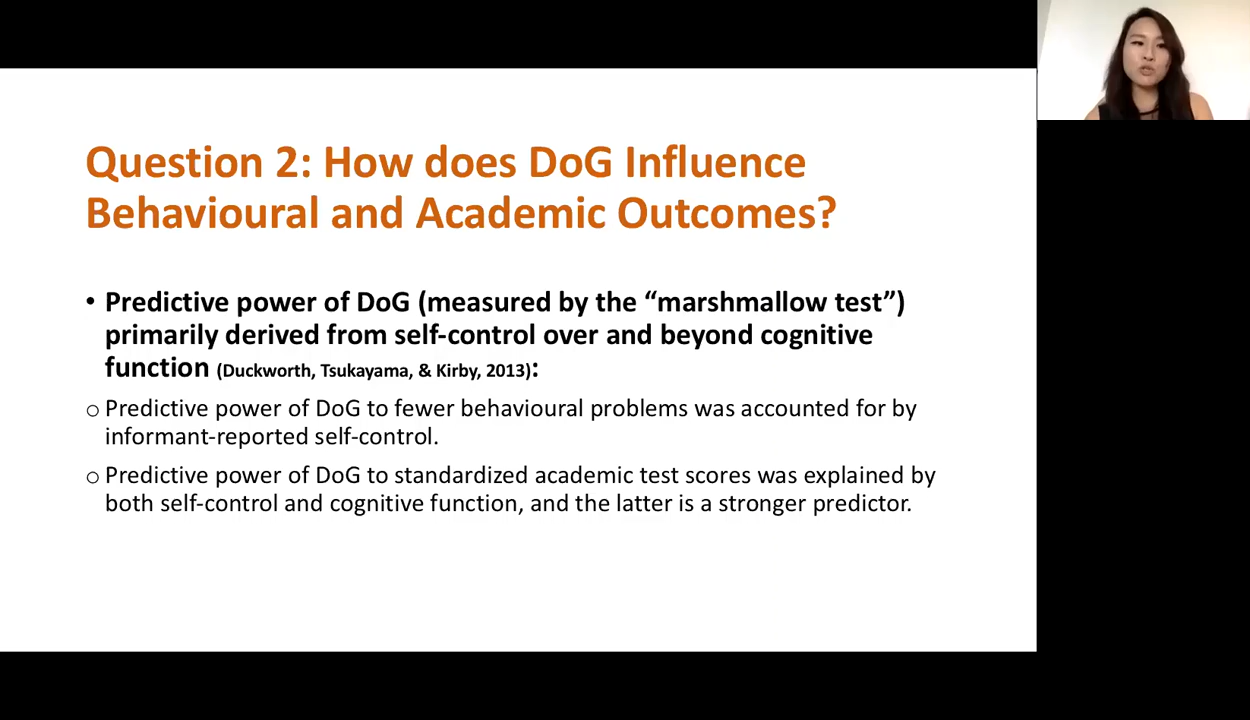 Question 2: How does DoG Influence
Behavioural and Academic Outcomes?
• Predictive power of DoG (measured by the “marshmallow test”)
primarily derived from self-control over and beyond cognitive
function (Duckworth, Tsukayama, & Kirby, 2013):
○ Predictive power of DoG to fewer behavioural problems was accounted for by
informant-reported self-control.
○ Predictive power of DoG to standardized academic test scores was explained by
both self-control and cognitive function, and the latter is a stronger predictor.